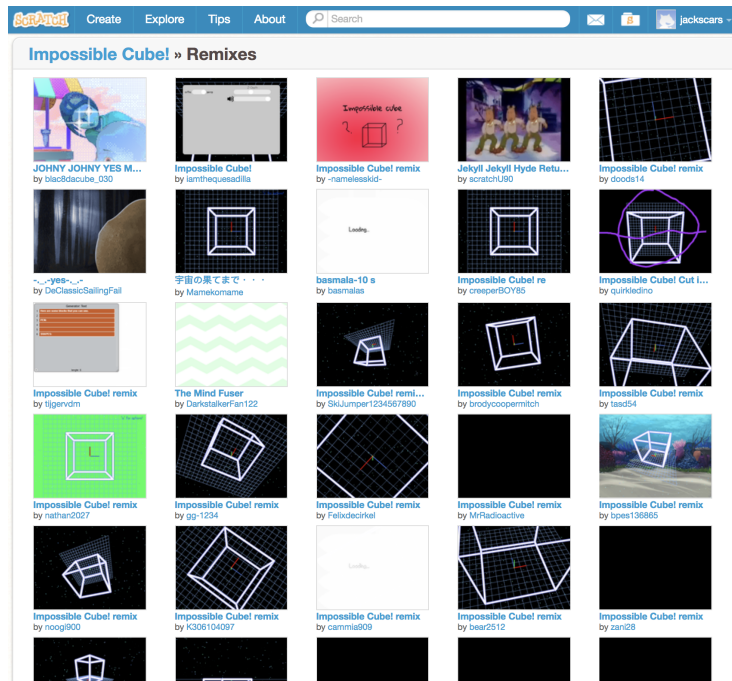 SCRATCH Create Explore Tips About Search jackscars
Impossible Cube! » Remixes
Impossible cube
JOHNY JOHNY YES M... Impossible Cube! Impossible Cube! remix Jekyll Jekyll Hyde Retu... Impossible Cube! remix
by blac8dacube_030 by iamthequesadilla by -namelesskid- by scratchU90 by doods14
Loading..
-._.-yes-._.- 宇宙の果てまで・・・ basmala-10 s Impossible Cube! re Impossible Cube! Cut i...
by DeClassicSailingFail by Mamekomame by basmalas by creeperBOY85 by quirkledino
Impossible Cube! remix The Mind Fuser Impossible Cube! remi... Impossible Cube! remix Impossible Cube! remix
by tijgervdm by DarkstalkerFan122 by SkiJumper1234567890 by brodycoopermitch by taad54
Impossible Cube! remix Impossible Cube! remix Impossible Cube! remix Impossible Cube! remix Impossible Cube! remix
by nathan2027 by gg-1234 by Felixdecirkel by MrRadioactive by bpes136865
Loading..
Impossible Cube! remix Impossible Cube! remix Impossible Cube! remix Impossible Cube! remix Impossible Cube! remix
by noogi900 by K306104097 by cammia909 by bear2512 by zani28